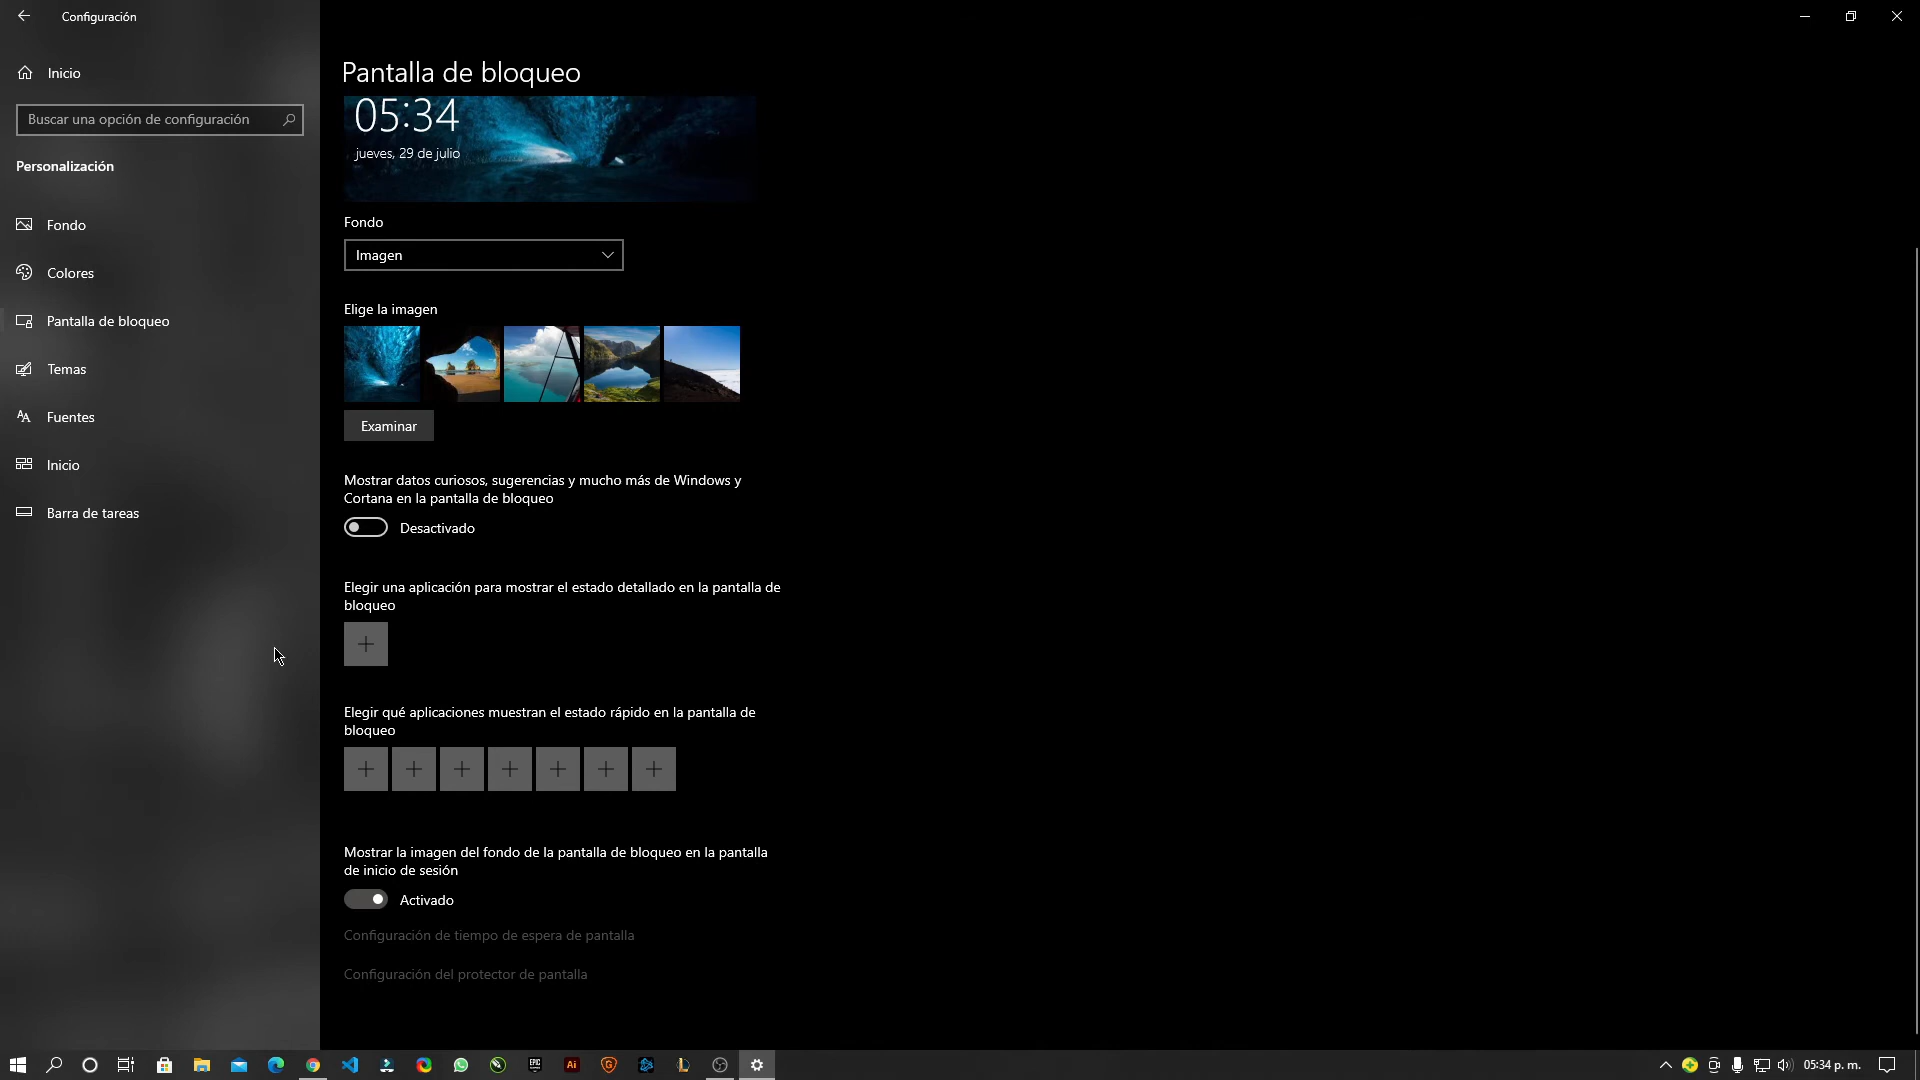 Configuración
Inicio
Buscar una opción de configuración
Personalización
Fondo
Colores
Pantalla de bloqueo
Temas
Fuentes
Inicio
Barra de tareas
Pantalla de bloqueo
05:34
jueves, 29 de julio
Fondo
Imagen
Elige la imagen
Examinar
Mostrar datos curiosos, sugerencias y mucho más de Windows y
Cortana en la pantalla de bloqueo
Desactivado
Elegir una aplicación para mostrar el estado detallado en la pantalla de
bloqueo
Elegir qué aplicaciones muestran el estado rápido en la pantalla de
bloqueo
Mostrar la imagen del fondo de la pantalla de bloqueo en la pantalla
de inicio de sesión
Activado
Configuración de tiempo de espera de pantalla
Configuración del protector de pantalla
EPIC
Ai
05:34 p. m.